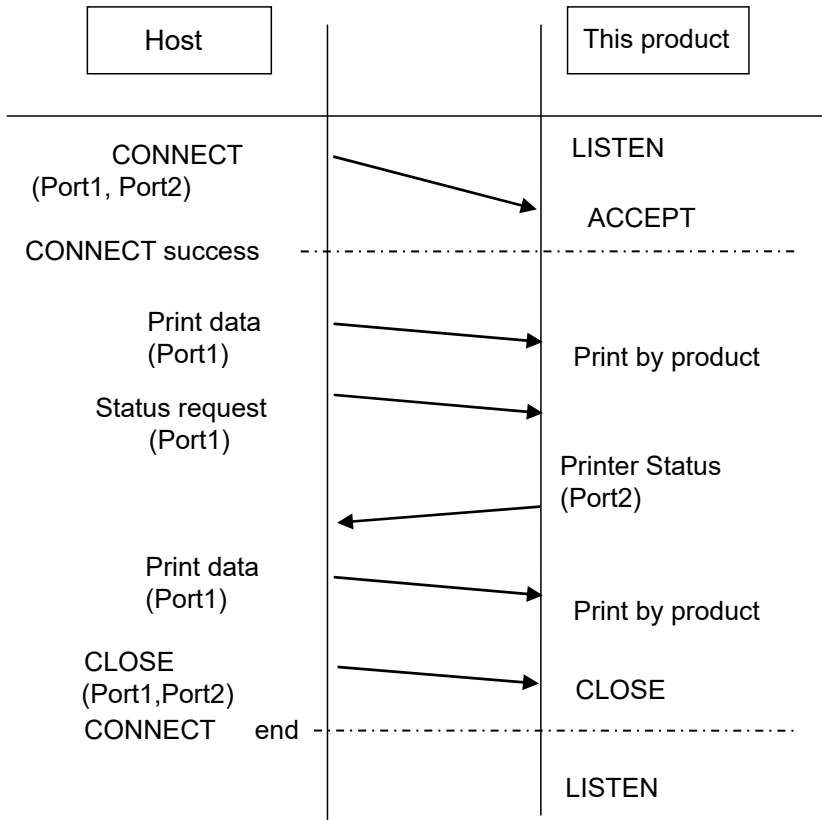 Host
This product
CONNECT
(Port1, Port2)
LISTEN
ACCEPT
CONNECT success
Print data
(Port1)
Print by product
Status request
(Port1)
Printer Status
(Port2)
Print data
(Port1)
Print by product
CLOSE
(Port1,Port2)
CLOSE
CONNECT end
LISTEN